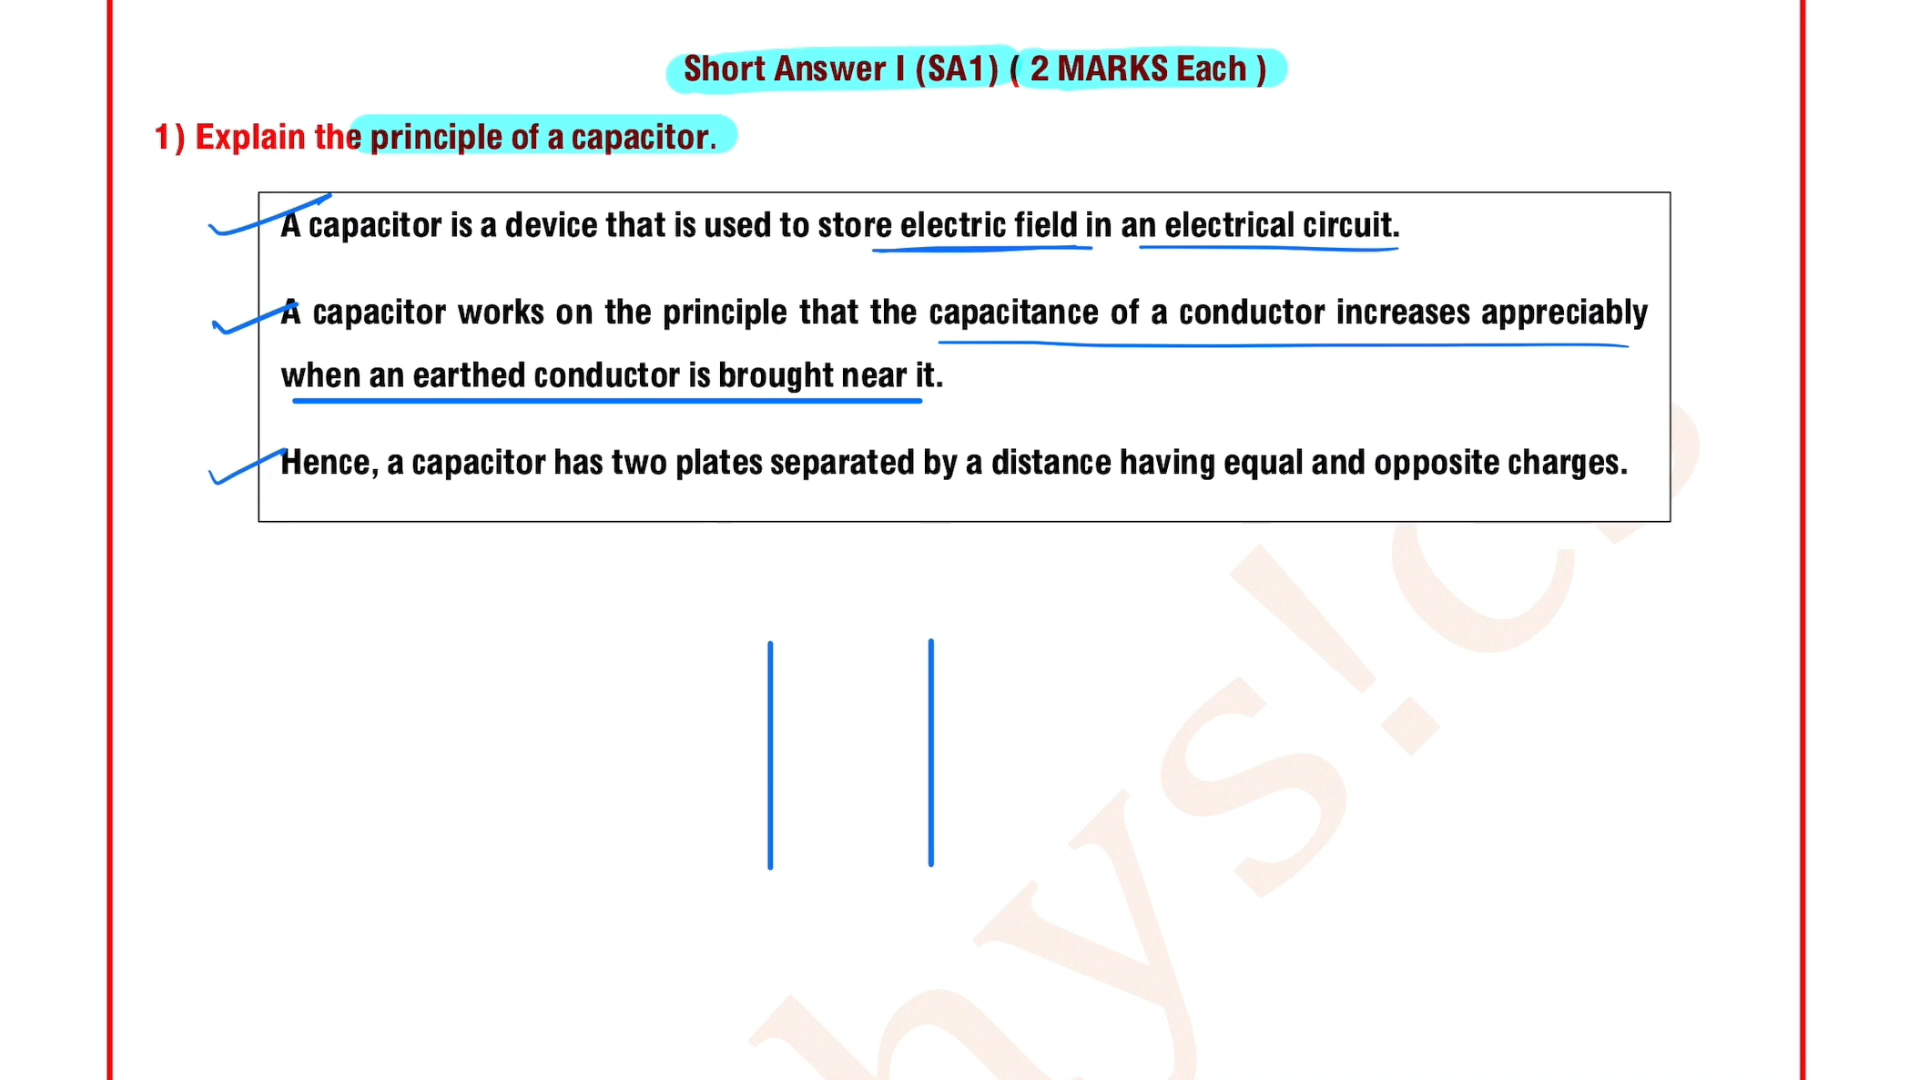 Short Answer I (SA1) ( 2 MARKS Each )
1) Explain the principle of a capacitor.
A capacitor is a device that is used to store electric field in an electrical circuit.
A capacitor works on the principle that the capacitance of a conductor increases appreciably
when an earthed conductor is brought near it.
Hence, a capacitor has two plates separated by a distance having equal and opposite charges.
hys!c